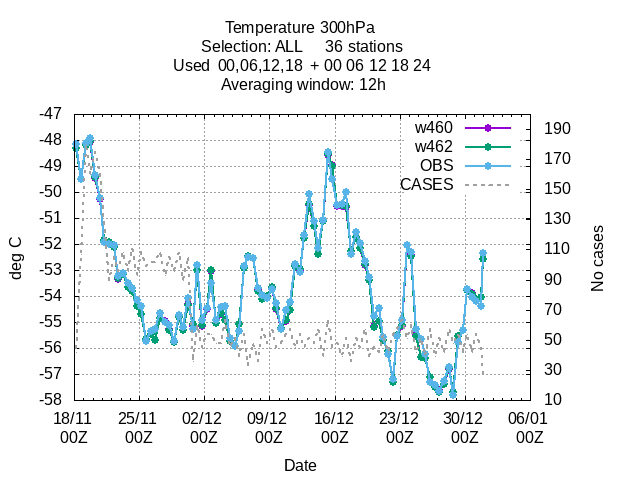 Temperature 300hPa
Selection: ALL 36 stations
Used 00,06,12,18 + 00 06 12 18 24
Averaging window: 12h
-47
-48
-49
-50
-51
-52
-53
-54
-55
-56
-57
-58
deg C
w460
w462
OBS
CASES
190
170
150
130
110
90
70
50
30
10
No cases
18/11 25/11 02/12 09/12 16/12 23/12 30/12 06/01
00Z 00Z 00Z 00Z 00Z 00Z 00Z 00Z
Date